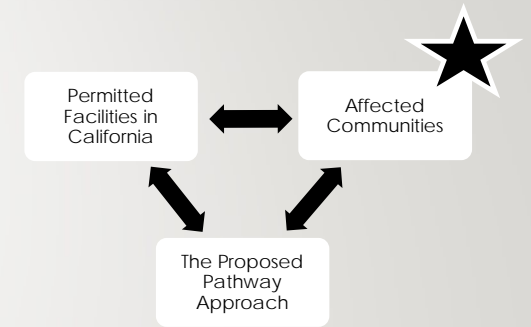 Permitted
Facilities in
California
Affected
Communities
The Proposed
Pathway
Approach